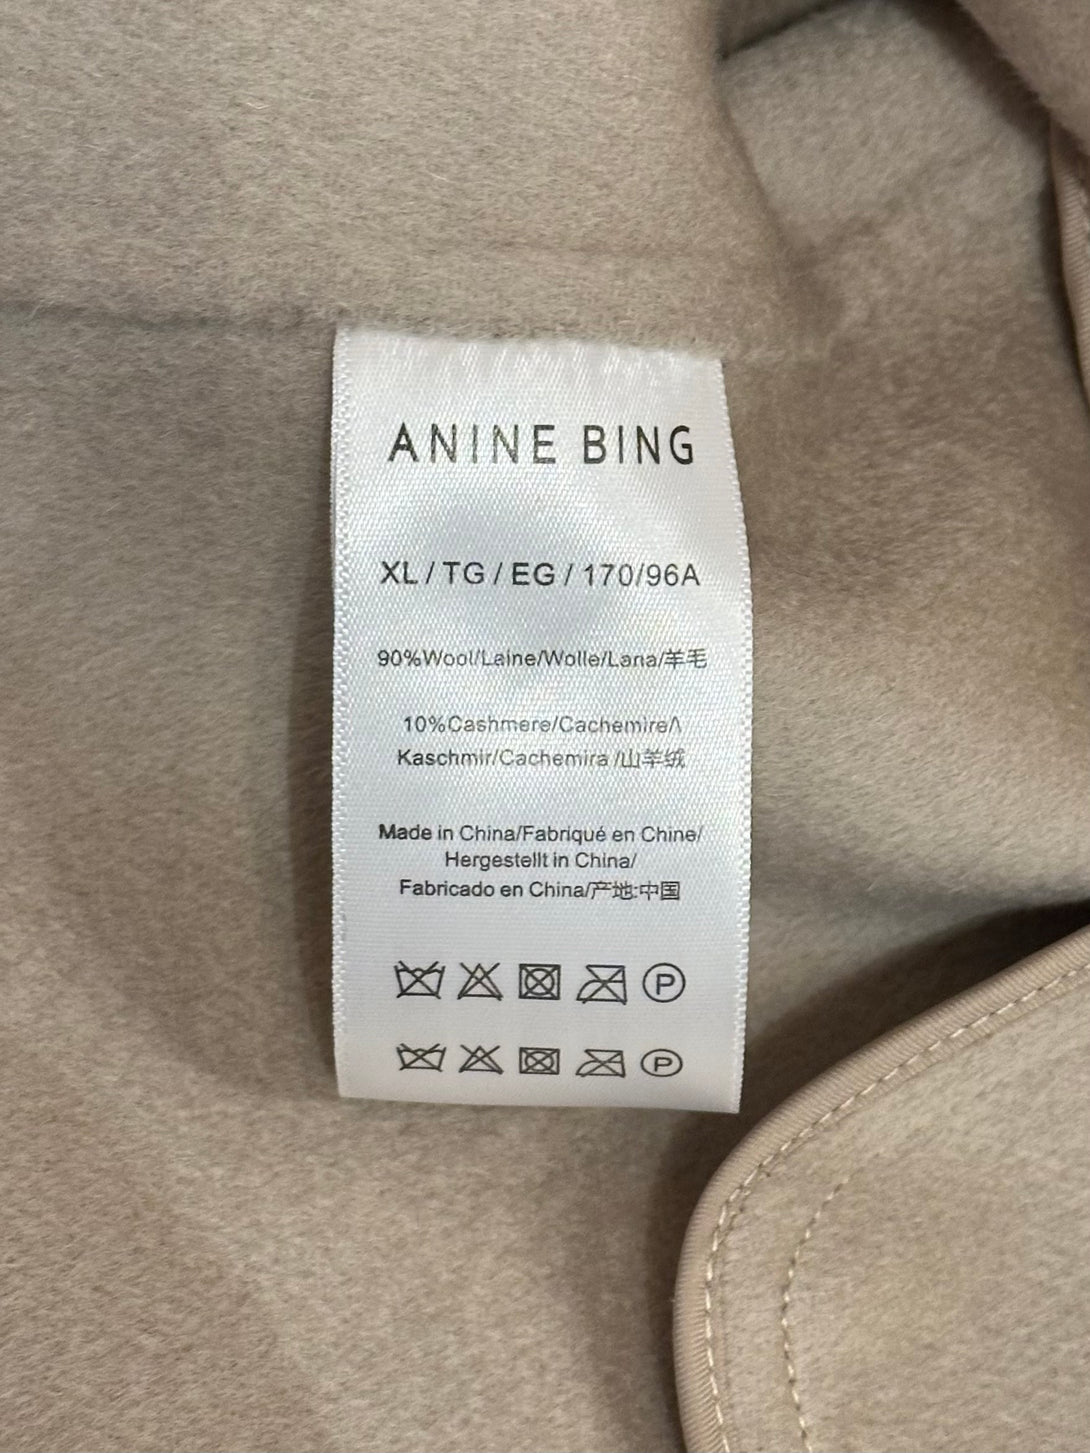 ANINE BING
XL / TG / EG / 170/96A
90%Wool/Laine/Wolle/Lana/羊毛
10%Cashmere/Cachemire/\
Kaschmir/Cachemira /山羊绒
Made in China/Fabriqué en Chine/
Hergestellt in China/
Fabricado en China/产地:中国
P
P